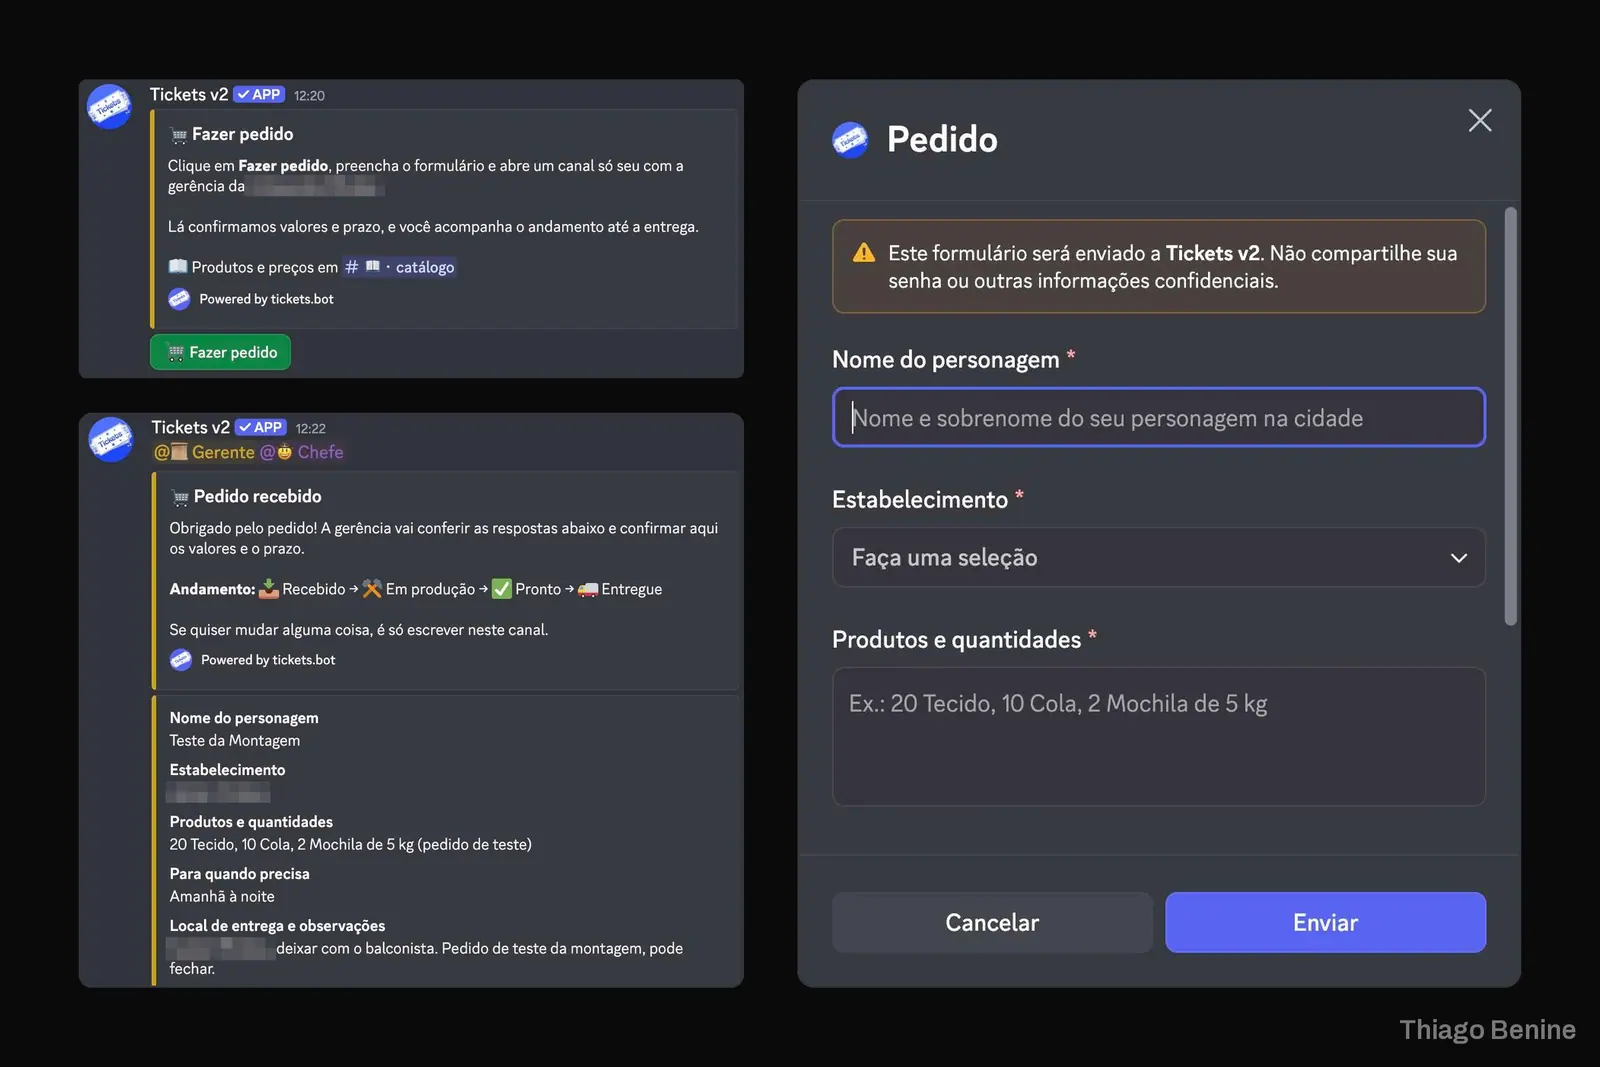 Tickets v2 APP 12:20
Fazer pedido
Clique em Fazer pedido, preencha o formulário e abre um canal só seu com a
gerência da
Lá confirmamos valores e prazo, e você acompanha o andamento até a entrega.
Produtos e preços em # · catálogo
Powered by tickets.bot
Fazer pedido
Tickets v2 APP 12:22
@Gerente @Chefe
Pedido recebido
Obrigado pelo pedido! A gerência vai conferir as respostas abaixo e confirmar aqui
os valores e o prazo.
Andamento: Recebido → Em produção → Pronto → Entregue
Se quiser mudar alguma coisa, é só escrever neste canal.
Powered by tickets.bot
Nome do personagem
Teste da Montagem
Estabelecimento
Produtos e quantidades
20 Tecido, 10 Cola, 2 Mochila de 5 kg (pedido de teste)
Para quando precisa
Amanhã à noite
Local de entrega e observações
deixar com o balconista. Pedido de teste da montagem, pode
fechar.
Pedido
Este formulário será enviado a Tickets v2. Não compartilhe sua
senha ou outras informações confidenciais.
Nome do personagem *
Nome e sobrenome do seu personagem na cidade
Estabelecimento *
Faça uma seleção
Produtos e quantidades *
Ex.: 20 Tecido, 10 Cola, 2 Mochila de 5 kg
Cancelar
Enviar
Thiago Benine